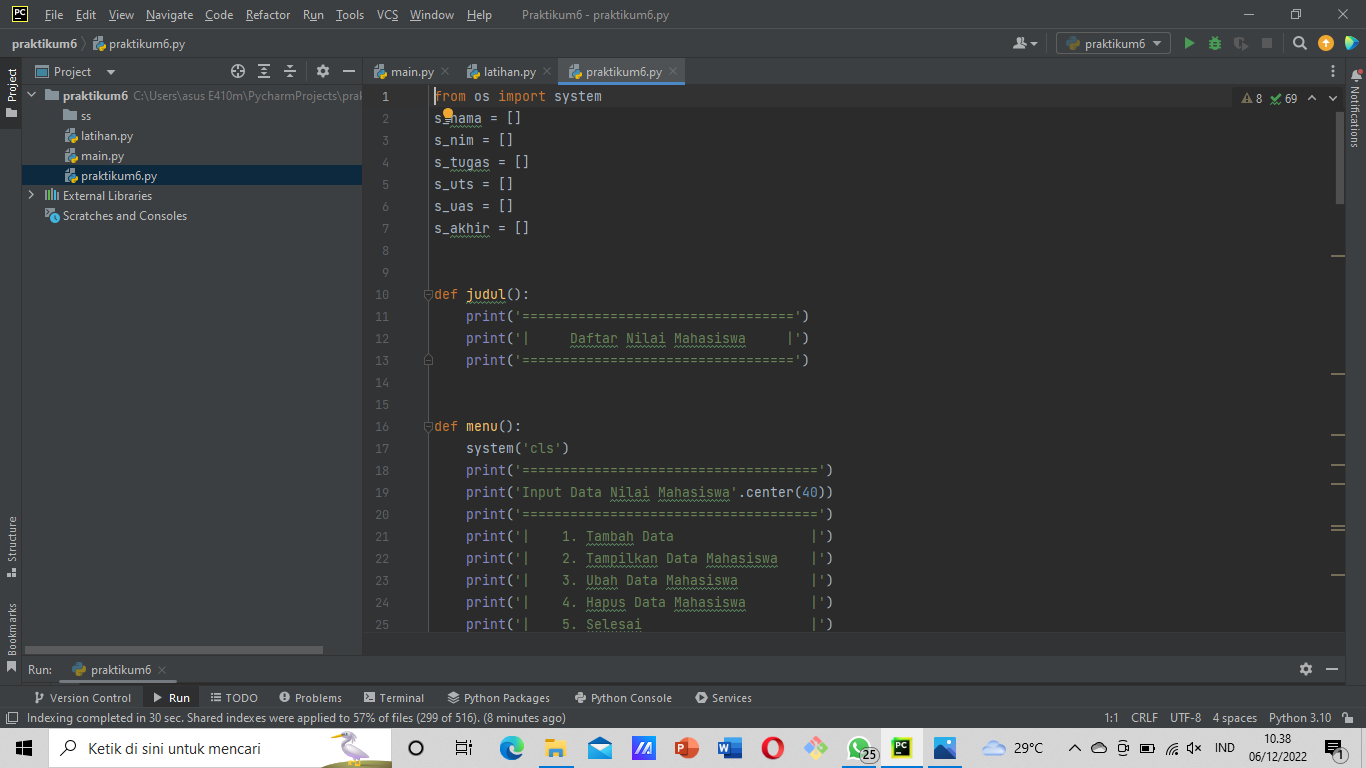 PC File Edit View Navigate Code Refactor Run Tools VCS Window Help Praktikum6 - praktikum6.py
praktikum6 praktikum6.py praktikum6
Project main.py latihan.py praktikum6.py
Project
praktikum6 C:\Users\asus E410m\PycharmProjects\pral
ss
latihan.py
main.py
praktikum6.py
External Libraries
Scratches and Consoles
1 from os import system
2 s_nama = []
3 s_nim = []
4 s_tugas = []
5 s_uts = []
6 s_uas = []
7 s_akhir = []
8
9
10 def judul():
11 print('==================================')
12 print('|     Daftar Nilai Mahasiswa     |')
13 print('==================================')
14
15
16 def menu():
17 system('cls')
18 print('=====================================')
19 print('Input Data Nilai Mahasiswa'.center(40))
20 print('=====================================')
21 print('|    1. Tambah Data                 |')
22 print('|    2. Tampilkan Data Mahasiswa    |')
23 print('|    3. Ubah Data Mahasiswa         |')
24 print('|    4. Hapus Data Mahasiswa        |')
25 print('|    5. Selesai                     |')
8 69
Notifications
Structure
Bookmarks
Run: praktikum6
Version Control Run TODO Problems Terminal Python Packages Python Console Services
Indexing completed in 30 sec. Shared indexes were applied to 57% of files (299 of 516). (8 minutes ago) 1:1 CRLF UTF-8 4 spaces Python 3.10
Ketik di sini untuk mencari 25 PC 29°C IND 10.38
06/12/2022 1